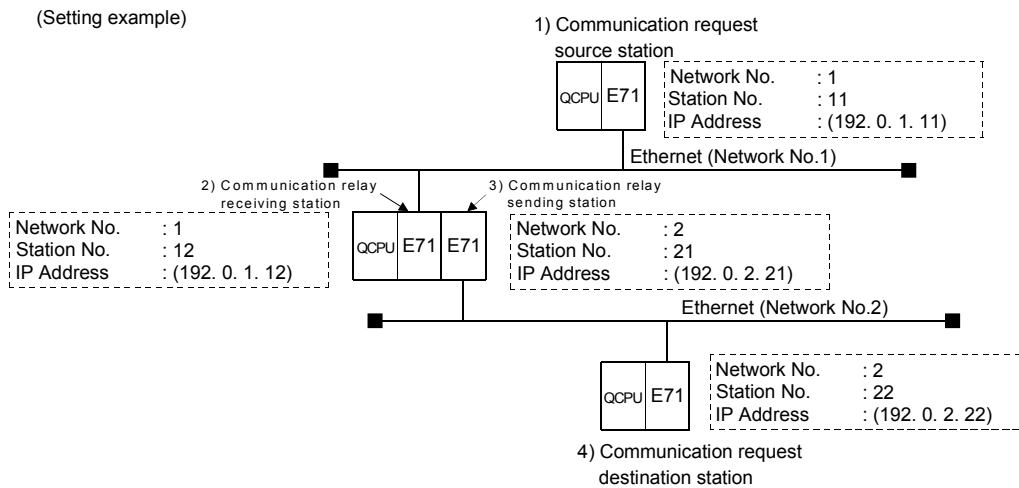 (Setting example)
1) Communication request
source station
QCPU E71
Network No. : 1
Station No. : 11
IP Address : (192. 0. 1. 11)
Ethernet (Network No.1)
2) Communication relay
receiving station
3) Communication relay
sending station
Network No. : 1
Station No. : 12
IP Address : (192. 0. 1. 12)
QCPU E71 E71
Network No. : 2
Station No. : 21
IP Address : (192. 0. 2. 21)
Ethernet (Network No.2)
QCPU E71
Network No. : 2
Station No. : 22
IP Address : (192. 0. 2. 22)
4) Communication request
destination station